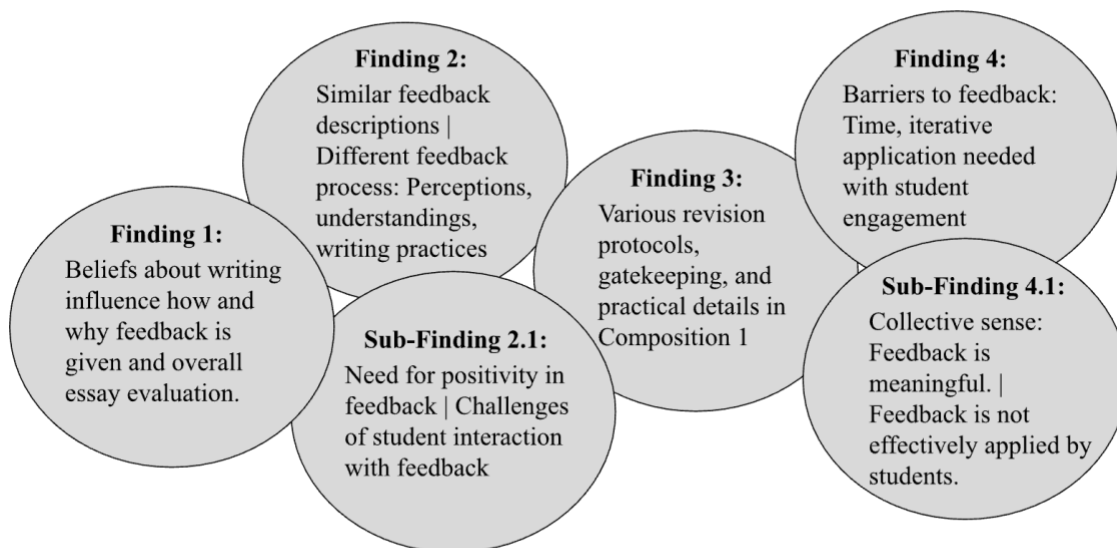 Finding 1:
Beliefs about writing
influence how and
why feedback is
given and overall
essay evaluation.
Finding 2:
Similar feedback
descriptions |
Different feedback
process: Perceptions,
understandings,
writing practices
Sub-Finding 2.1:
Need for positivity in
feedback | Challenges
of student interaction
with feedback
Finding 3:
Various revision
protocols,
gatekeeping, and
practical details in
Composition 1
Finding 4:
Barriers to feedback:
Time, iterative
application needed
with student
engagement
Sub-Finding 4.1:
Collective sense:
Feedback is
meaningful. |
Feedback is not
effectively applied by
students.